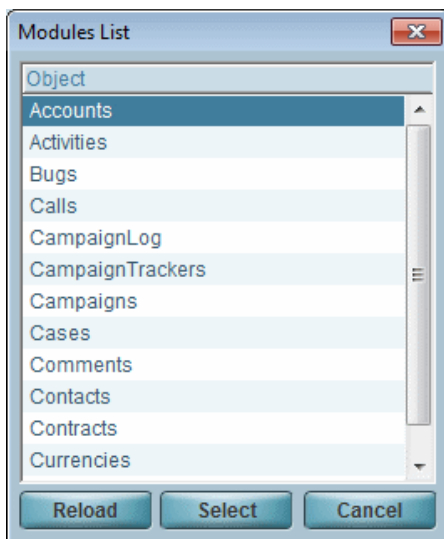 Modules List
Object
Accounts
Activities
Bugs
Calls
CampaignLog
CampaignTrackers
Campaigns
Cases
Comments
Contacts
Contracts
Currencies
Reload Select Cancel